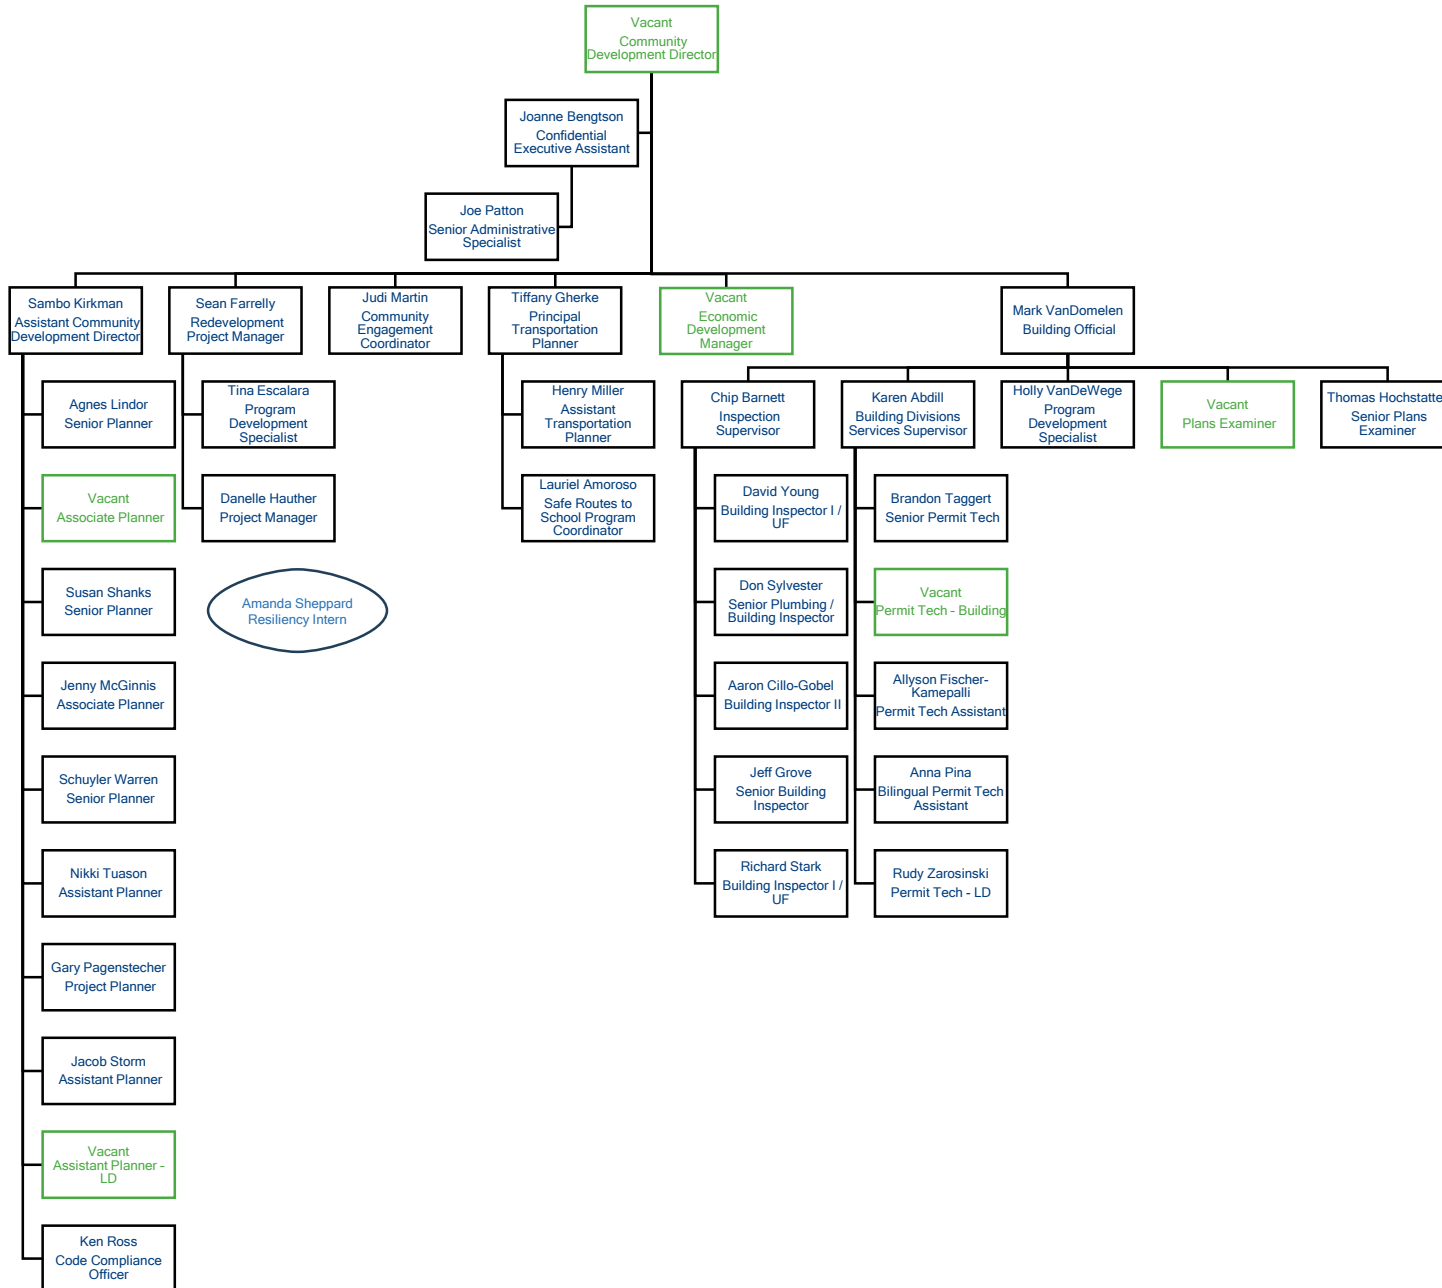 Vacant
Community
Development Director
Joanne Bengtson
Confidential
Executive Assistant
Joe Patton
Senior Administrative
Specialist
Sambo Kirkman
Assistant Community
Development Director
Sean Farrelly
Redevelopment
Project Manager
Judi Martin
Community
Engagement
Coordinator
Tiffany Gherke
Principal
Transportation
Planner
Vacant
Economic
Development
Manager
Mark VanDomelen
Building Official
Agnes Lindor
Senior Planner
Vacant
Associate Planner
Susan Shanks
Senior Planner
Jenny McGinnis
Associate Planner
Schuyler Warren
Senior Planner
Nikki Tuason
Assistant Planner
Gary Pagenstecher
Project Planner
Jacob Storm
Assistant Planner
Vacant
Assistant Planner -
LD
Ken Ross
Code Compliance
Officer
Tina Escalara
Program
Development
Specialist
Danelle Hauther
Project Manager
Amanda Sheppard
Resiliency Intern
Henry Miller
Assistant
Transportation
Planner
Lauriel Amoroso
Safe Routes to
School Program
Coordinator
Chip Barnett
Inspection
Supervisor
Karen Abdill
Building Divisions
Services Supervisor
Holly VanDeWege
Program
Development
Specialist
Vacant
Plans Examiner
Thomas Hochstatte
Senior Plans
Examiner
David Young
Building Inspector I /
UF
Don Sylvester
Senior Plumbing /
Building Inspector
Aaron Cillo-Gobel
Building Inspector II
Jeff Grove
Senior Building
Inspector
Richard Stark
Building Inspector I /
UF
Brandon Taggert
Senior Permit Tech
Vacant
Permit Tech - Building
Allyson Fischer-
Kamepalli
Permit Tech Assistant
Anna Pina
Bilingual Permit Tech
Assistant
Rudy Zarosinski
Permit Tech - LD